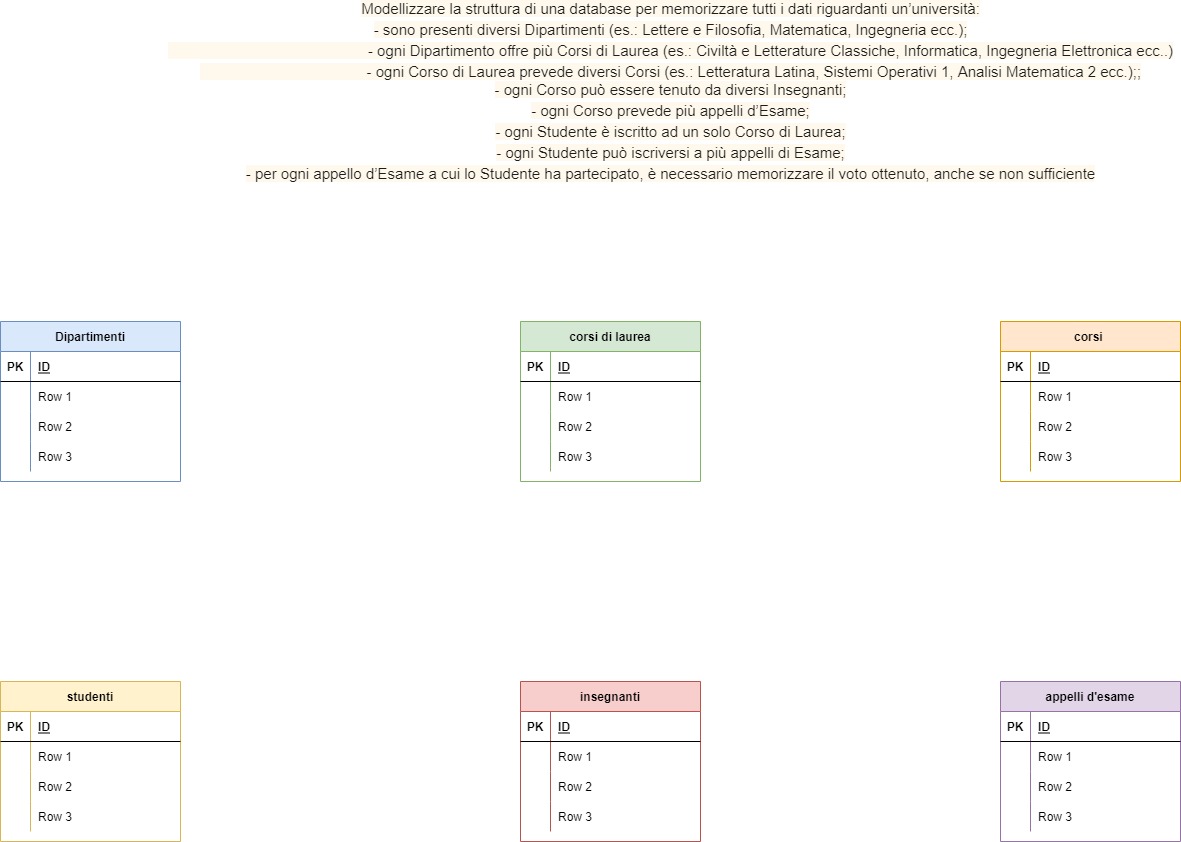 Modellizzare la struttura di una database per memorizzare tutti i dati riguardanti un'università:
- sono presenti diversi Dipartimenti (es.: Lettere e Filosofia, Matematica, Ingegneria ecc.);
- ogni Dipartimento offre più Corsi di Laurea (es.: Civiltà e Letterature Classiche, Informatica, Ingegneria Elettronica ecc..)
- ogni Corso di Laurea prevede diversi Corsi (es.: Letteratura Latina, Sistemi Operativi 1, Analisi Matematica 2 ecc.);;
- ogni Corso può essere tenuto da diversi Insegnanti;
- ogni Corso prevede più appelli d'Esame;
- ogni Studente è iscritto ad un solo Corso di Laurea;
- ogni Studente può iscriversi a più appelli di Esame;
- per ogni appello d'Esame a cui lo Studente ha partecipato, è necessario memorizzare il voto ottenuto, anche se non sufficiente
Dipartimenti
PK ID
Row 1
Row 2
Row 3
corsi di laurea
PK ID
Row 1
Row 2
Row 3
corsi
PK ID
Row 1
Row 2
Row 3
studenti
PK ID
Row 1
Row 2
Row 3
insegnanti
PK ID
Row 1
Row 2
Row 3
appelli d'esame
PK ID
Row 1
Row 2
Row 3